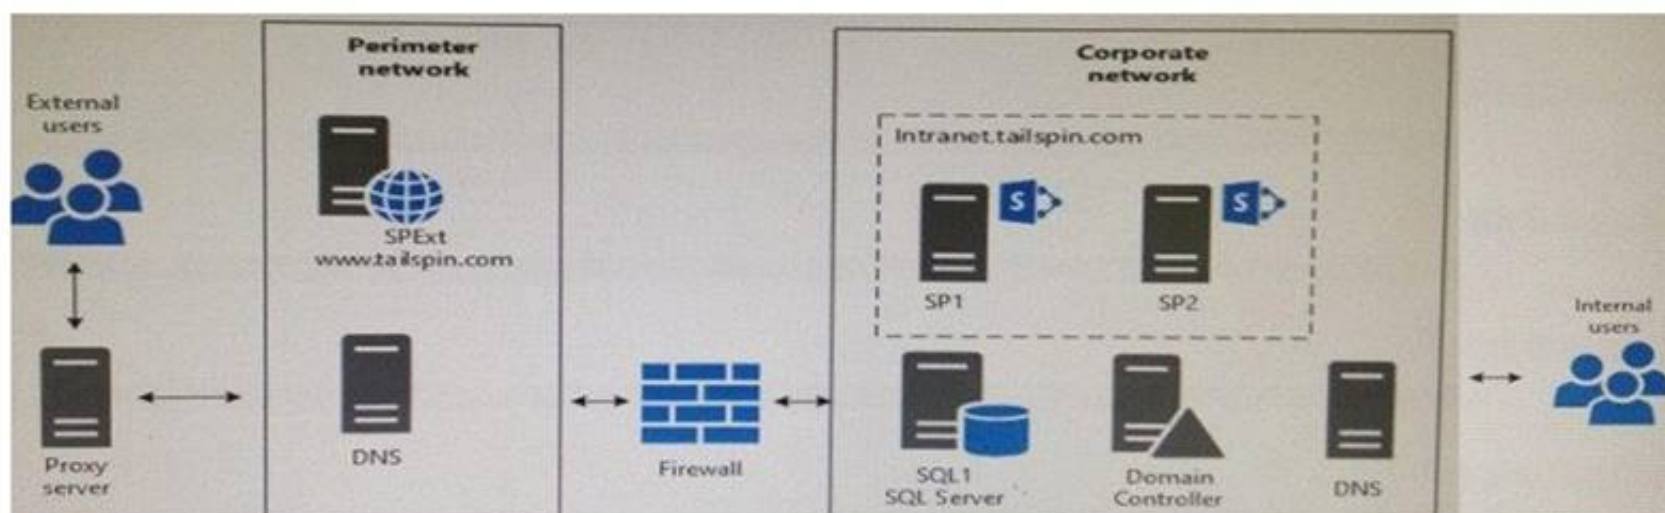 Perimeter
network
Corporate
network
External
users
Intranet.tailspin.com
S
S
SPExt
www.tailspin.com
SP1
SP2
Internal
users
Proxy
server
DNS
Firewall
SQL1
SQL Server
Domain
Controller
DNS